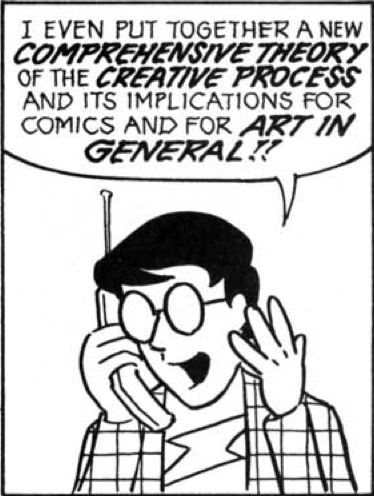 I EVEN PUT TOGETHER A NEW
COMPREHENSIVE THEORY
OF THE CREATIVE PROCESS
AND ITS IMPLICATIONS FOR
COMICS AND FOR ART IN
GENERAL!!